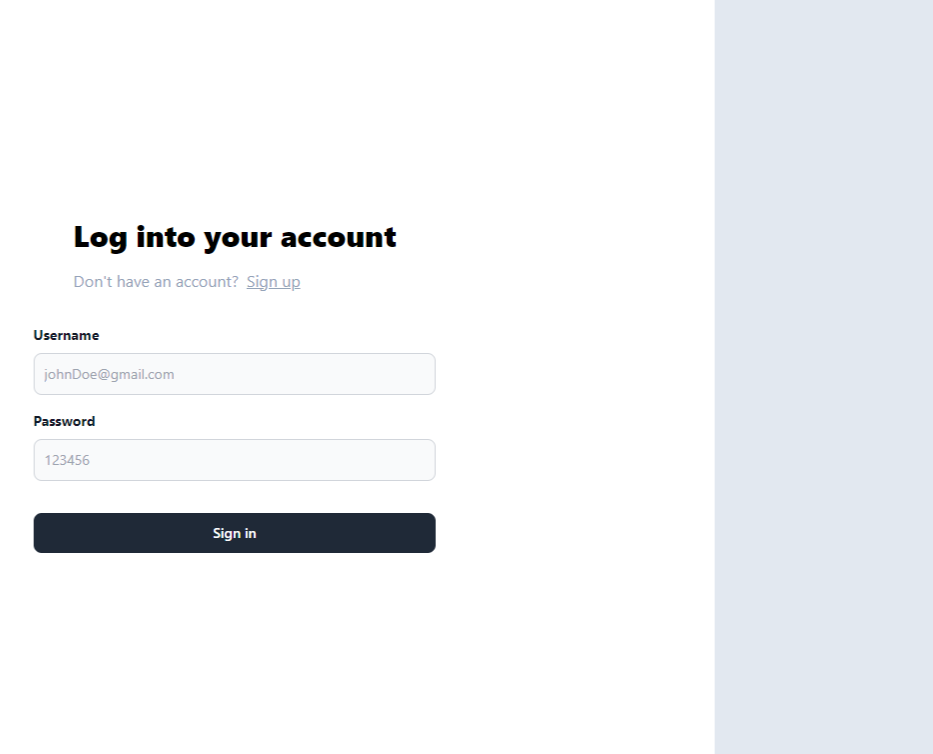 Log into your account
Don't have an account? Sign up
Username
johnDoe@gmail.com
Password
123456
Sign in